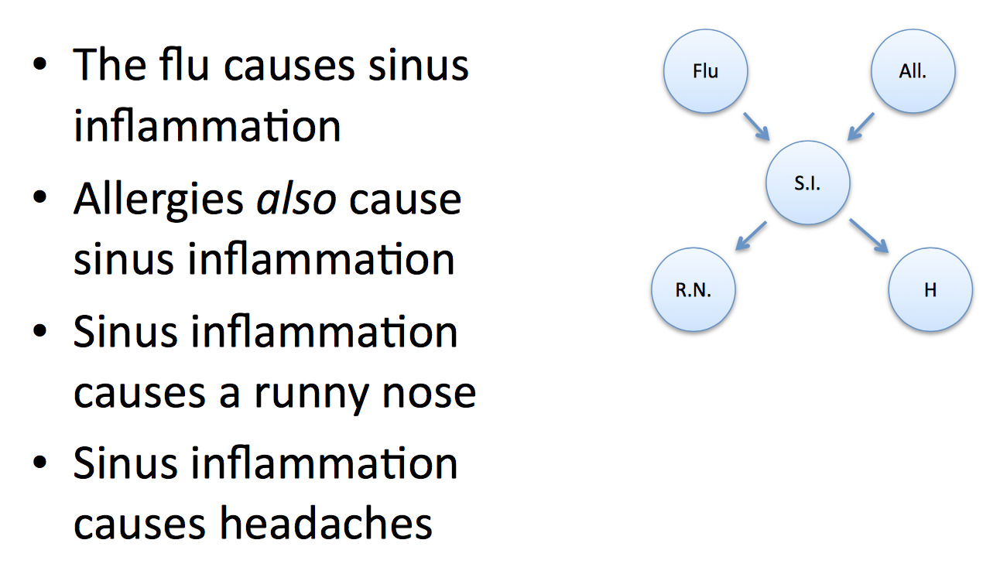 • The flu causes sinus
inflammation
• Allergies also cause
sinus inflammation
• Sinus inflammation
causes a runny nose
• Sinus inflammation
causes headaches
Flu
All.
S.I.
R.N.
H